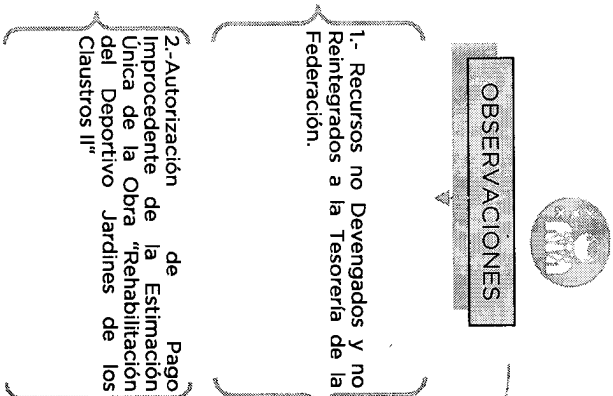 OBSERVACIONES
1.- Recursos no Devengados y no
Reintegrados a la Tesorería de la
Federación.
2.-Autorización de Pago
Improcedente de la Estimación
Única de la Obra "Rehabilitación
del Deportivo Jardines de los
Claustros II"